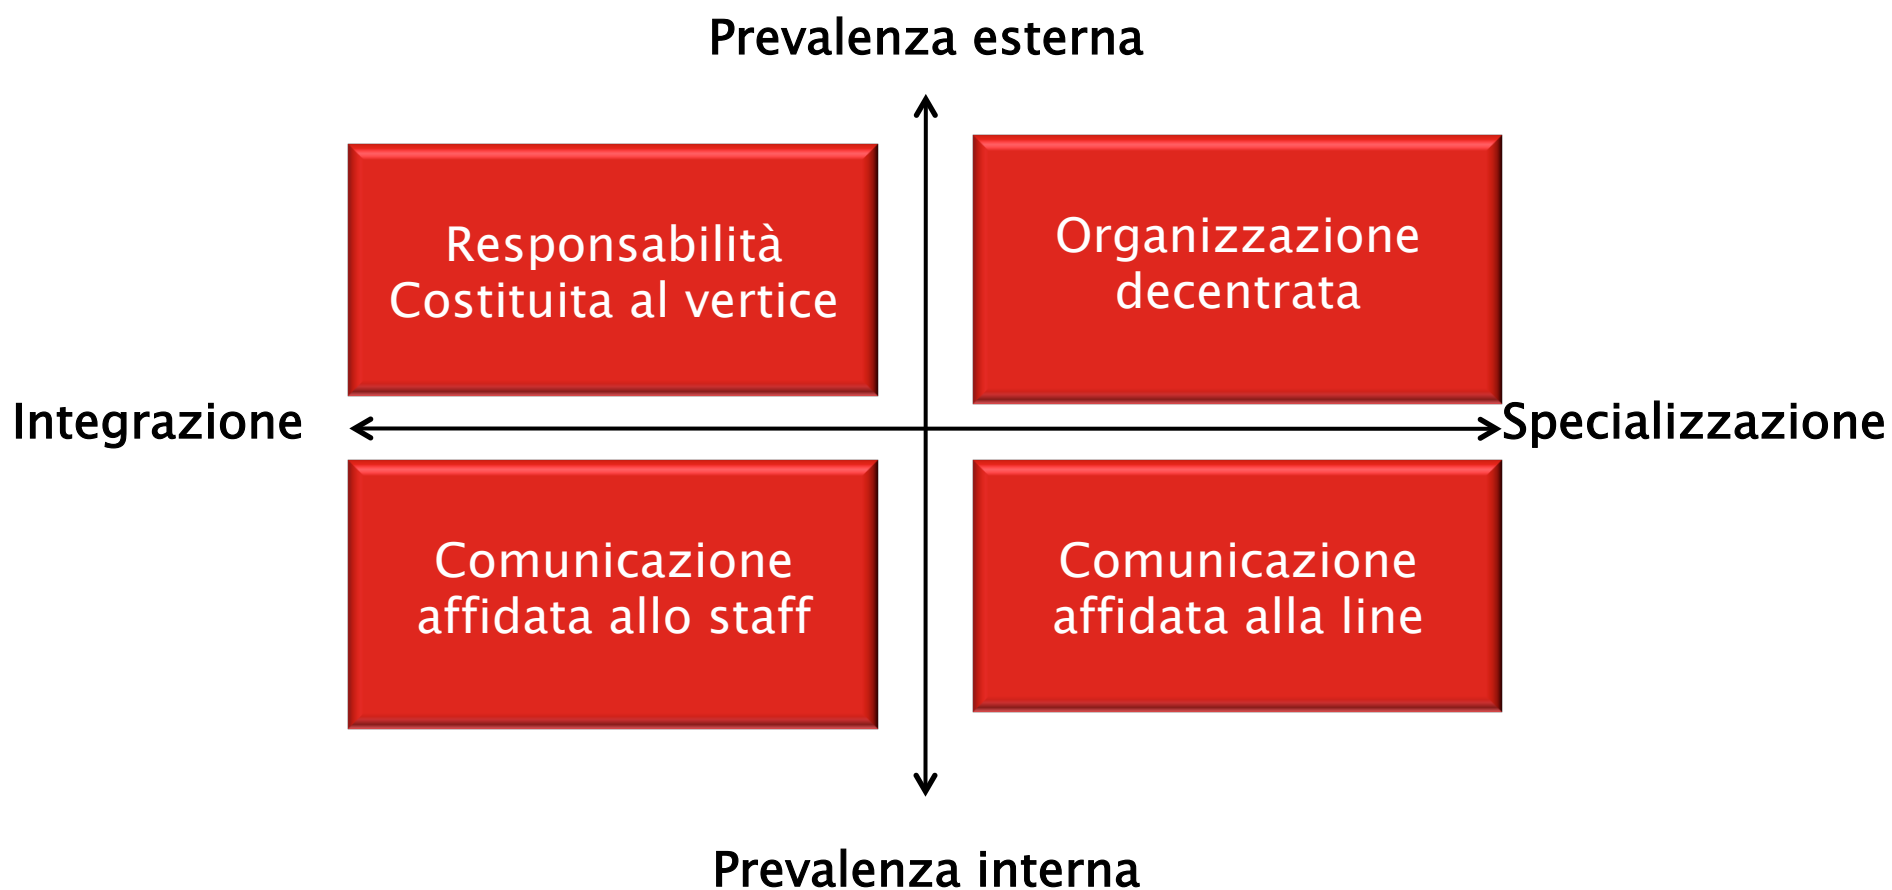 Prevalenza esterna
Responsabilità
Costituita al vertice
Organizzazione
decentrata
Integrazione
Specializzazione
Comunicazione
affidata allo staff
Comunicazione
affidata alla line
Prevalenza interna